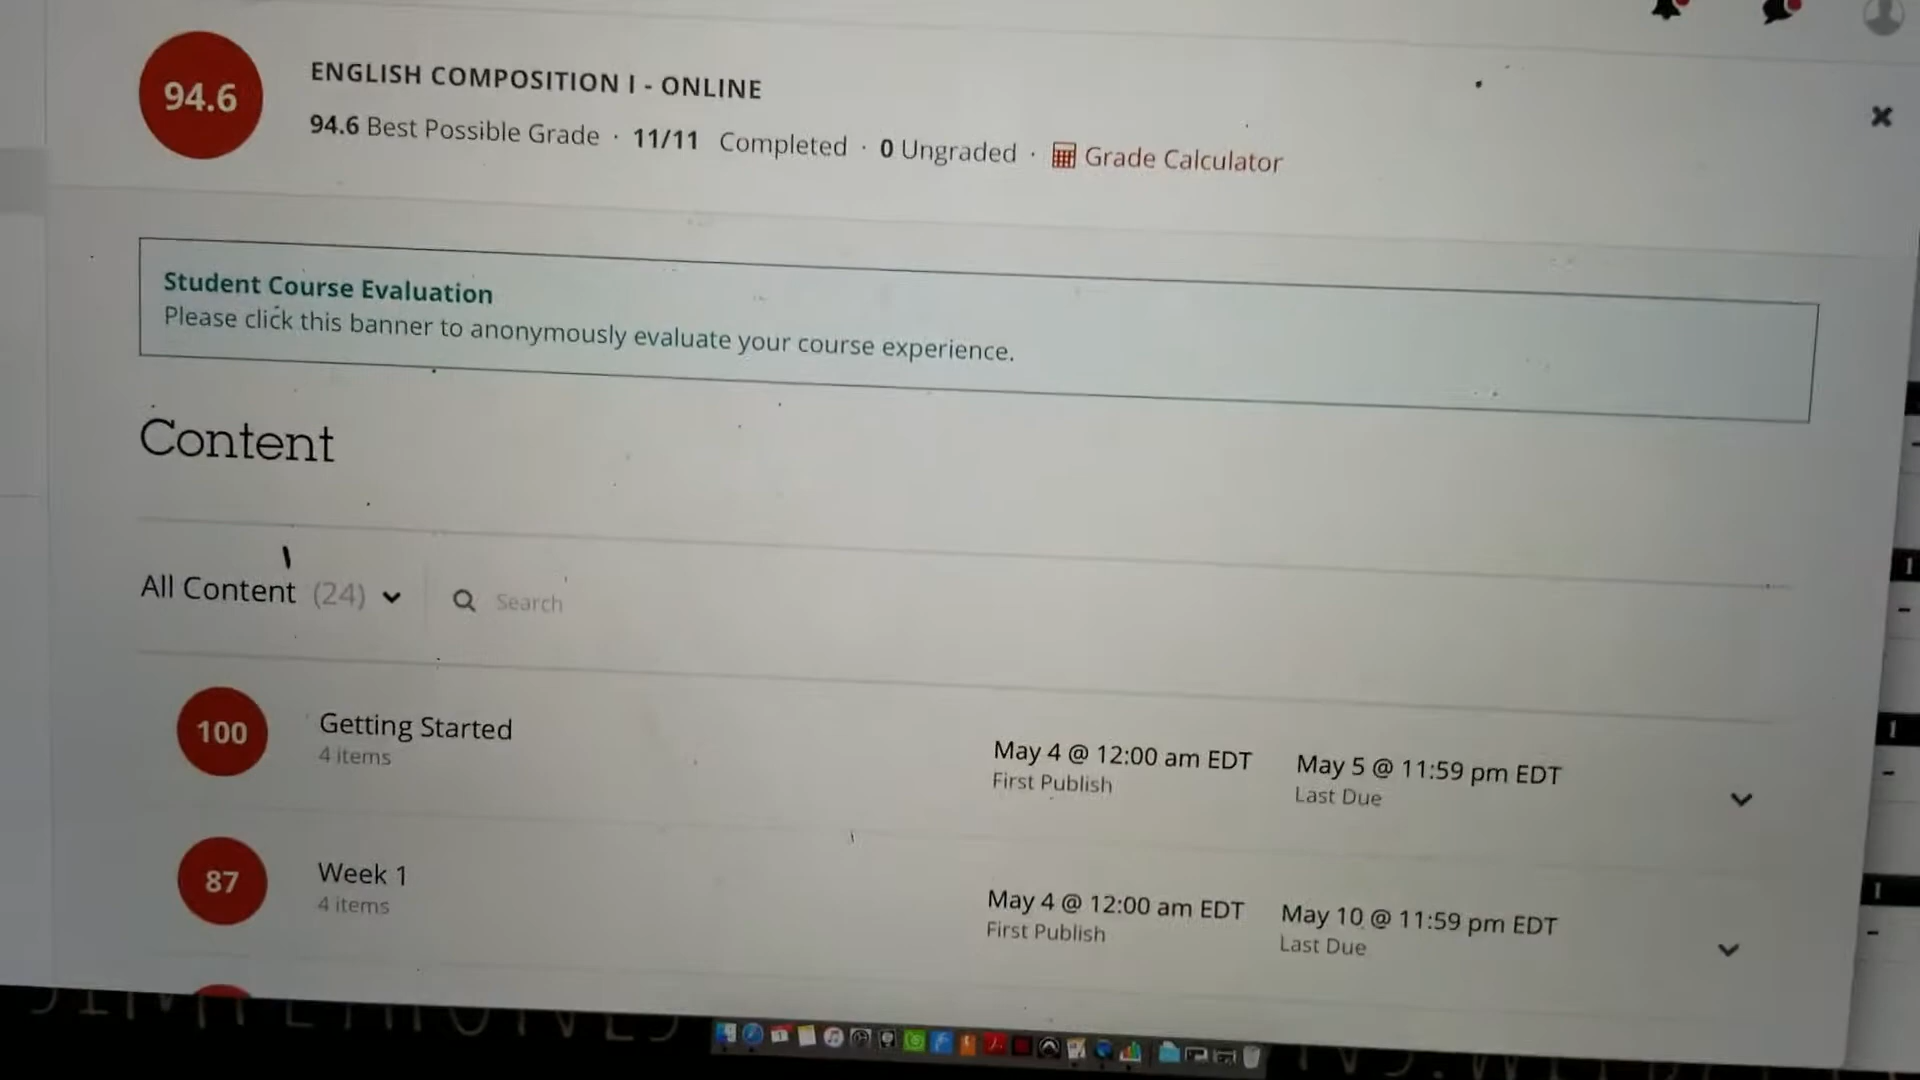 94.6
ENGLISH COMPOSITION I - ONLINE
94.6 Best Possible Grade · 11/11 Completed · 0 Ungraded · Grade Calculator
Student Course Evaluation
Please click this banner to anonymously evaluate your course experience.
Content
All Content (24)
Search
100
Getting Started
4 items
May 4 @ 12:00 am EDT
First Publish
May 5 @ 11:59 pm EDT
Last Due
87
Week 1
4 items
May 4 @ 12:00 am EDT
First Publish
May 10 @ 11:59 pm EDT
Last Due